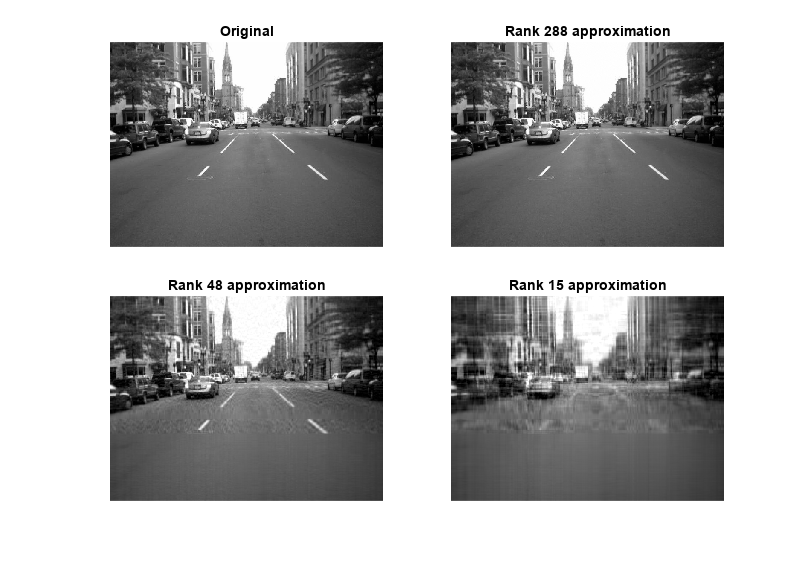 Original
Rank 288 approximation
Rank 48 approximation
Rank 15 approximation